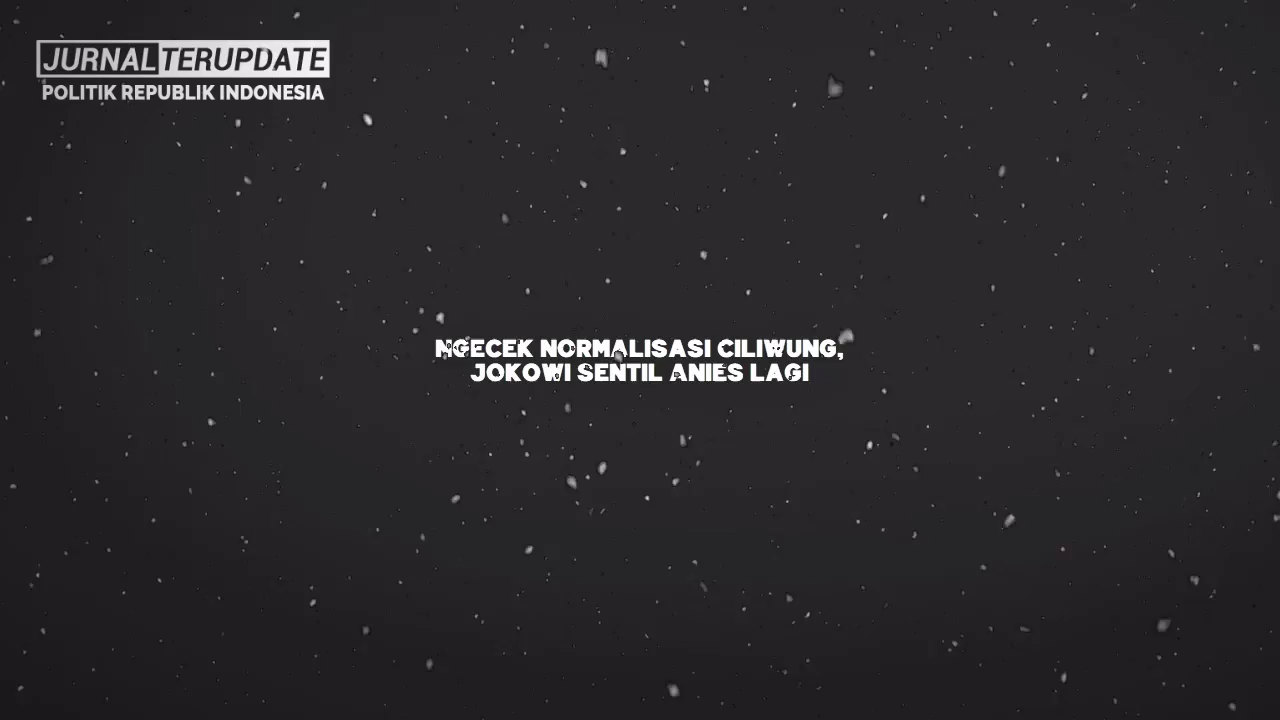 JURNALTERUPDATE
POLITIK REPUBLIK INDONESIA
NGECEK NORMALISASI CILIWUNG,
JOKOWI SENTIL ANIES LAGI